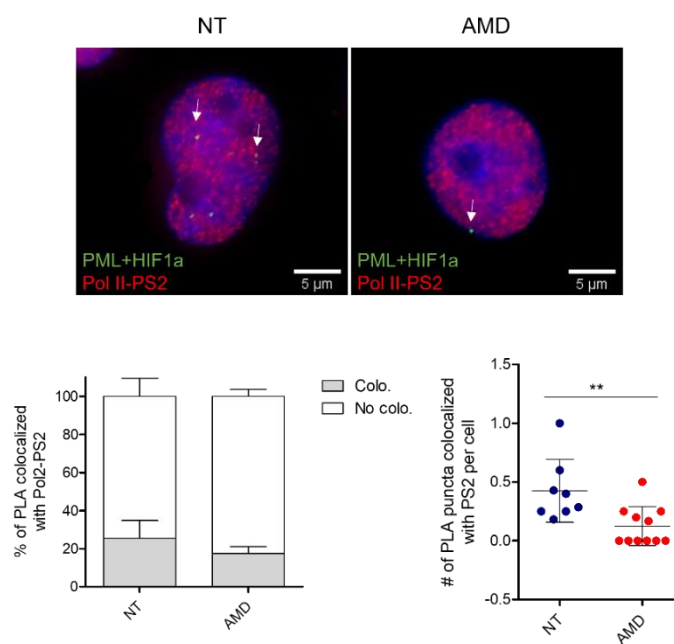 NT
AMD
PML+HIF1a
Pol II-PS2
5 µm
PML+HIF1a
Pol II-PS2
5 µm
% of PLA colocalized
with Pol2-PS2
100
80
60
40
20
0
NT
AMD
Colo.
No colo.
# of PLA puncta colocalized
with PS2 per cell
1.5
1.0
0.5
0.0
-0.5
**
NT
AMD